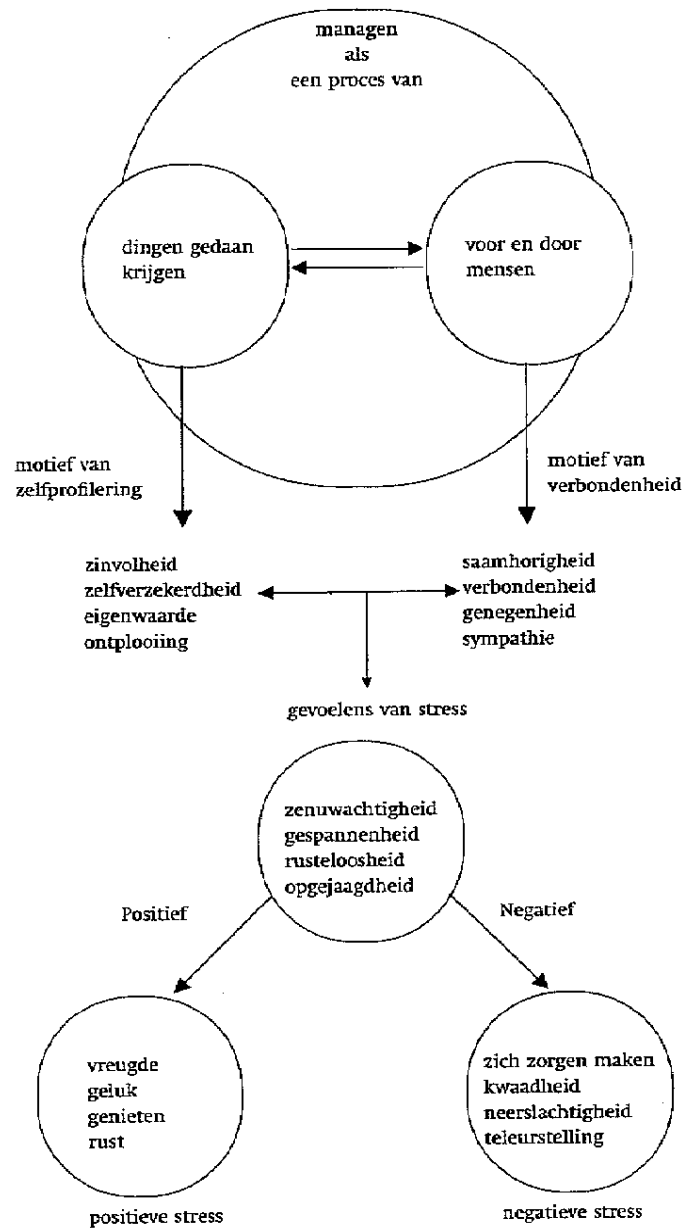 managen
als
een proces van
dingen gedaan
krijgen
voor en door
mensen
motief van
zelfprofilering
motief van
verbondenheid
zinvolheid
zelfverzekerdheid
eigenwaarde
ontplooiing
saamhorigheid
verbondenheid
genegenheid
sympathie
gevoelens van stress
zenuwachtigheid
gespannenheid
rusteloosheid
opgejaagdheid
Positief
Negatief
vreugde
geluk
genieten
rust
zich zorgen maken
kwaadheid
neerslachtigheid
teleurstelling
positieve stress
negatieve stress